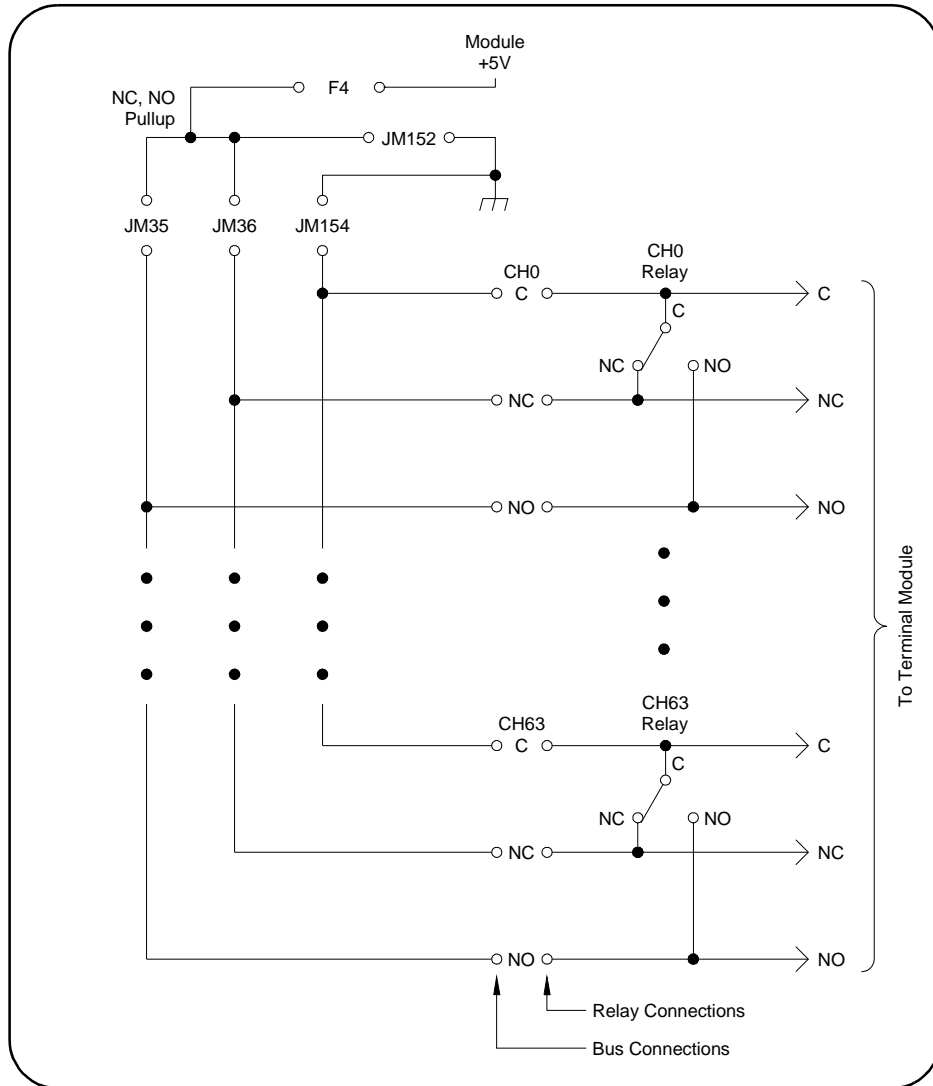 Module
+5V
F4
NC, NO
Pullup
JM152
JM35
JM36
JM154
CH0
C
CH0
Relay
C
C
NC
NO
NC
NC
NO
NO
To Terminal Module
CH63
C
CH63
Relay
C
C
NC
NO
NC
NC
NO
NO
Relay Connections
Bus Connections